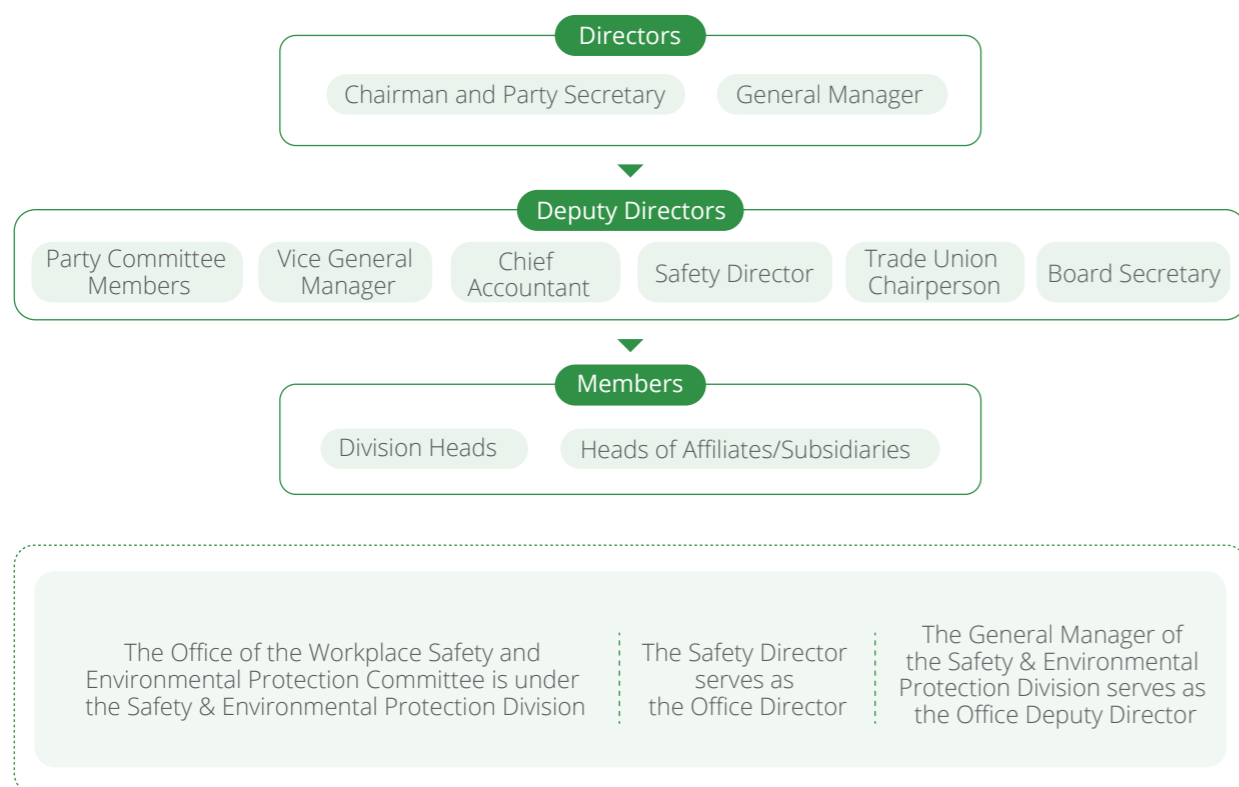 Directors
Chairman and Party Secretary
General Manager
Deputy Directors
Party Committee
Members
Vice General
Manager
Chief
Accountant
Safety Director
Trade Union
Chairperson
Board Secretary
Members
Division Heads
Heads of Affiliates/Subsidiaries
The Office of the Workplace Safety and
Environmental Protection Committee is under
the Safety & Environmental Protection Division
The Safety Director
serves as
the Office Director
The General Manager of
the Safety & Environmental
Protection Division serves as
the Office Deputy Director